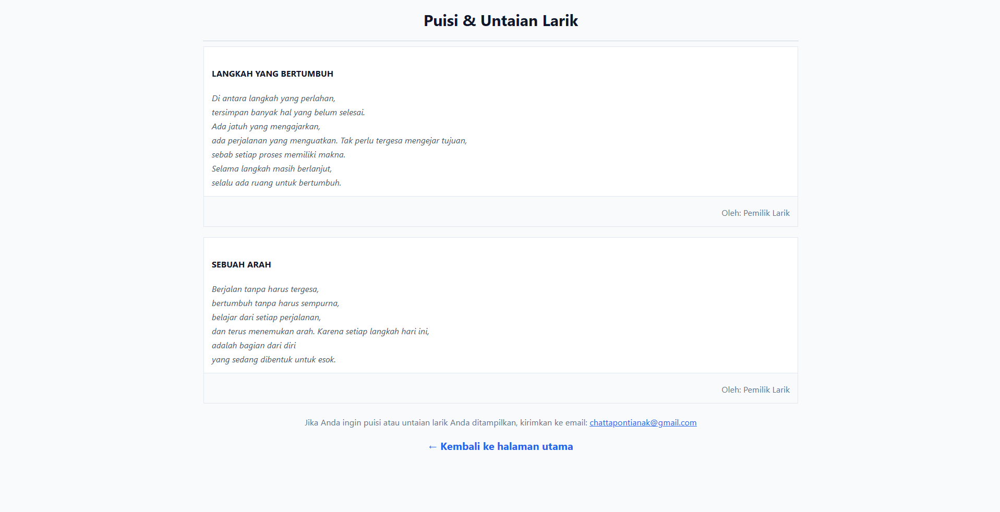 Puisi & Untaian Larik
LANGKAH YANG BERTUMBUH
Di antara langkah yang perlahan,
tersimpan banyak hal yang belum selesai.
Ada jatuh yang mengajarkan,
ada perjalanan yang menguatkan. Tak perlu tergesa mengejar tujuan,
sebab setiap proses memiliki makna.
Selama langkah masih berlanjut,
selalu ada ruang untuk bertumbuh.
Oleh: Pemilik Larik
SEBUAH ARAH
Berjalan tanpa harus tergesa,
bertumbuh tanpa harus sempurna,
belajar dari setiap perjalanan,
dan terus menemukan arah. Karena setiap langkah hari ini,
adalah bagian dari diri
yang sedang dibentuk untuk esok.
Oleh: Pemilik Larik
Jika Anda ingin puisi atau untaian larik Anda ditampilkan, kirimkan ke email: chattapontianak@gmail.com
← Kembali ke halaman utama